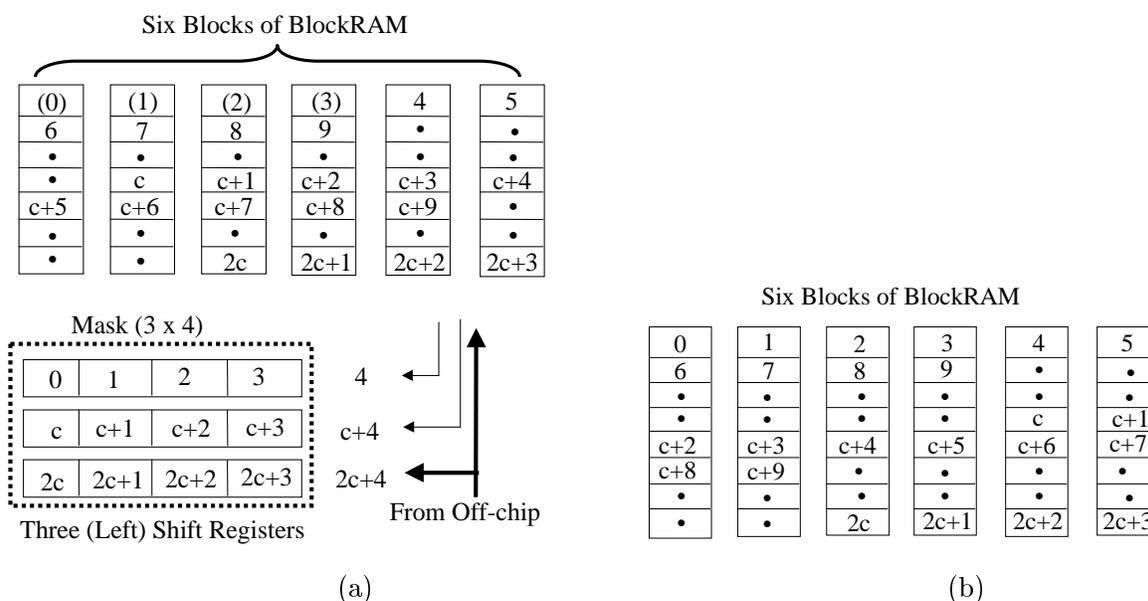 Six Blocks of BlockRAM
(0) (1) (2) (3) 4 5
6 7 8 9 • •
• • • • • •
• c c+1 c+2 c+3 c+4
c+5 c+6 c+7 c+8 c+9 •
• • • • • •
• • 2c 2c+1 2c+2 2c+3
Mask (3 x 4)
0 1 2 3 4
c c+1 c+2 c+3 c+4
2c 2c+1 2c+2 2c+3 2c+4
From Off-chip
Three (Left) Shift Registers
(a)
Six Blocks of BlockRAM
0 1 2 3 4 5
6 7 8 9 • •
• • • • • •
• • • • c c+1
c+2 c+3 c+4 c+5 c+6 c+7
c+8 c+9 • • • •
• • • • • •
• • 2c 2c+1 2c+2 2c+3
(b)